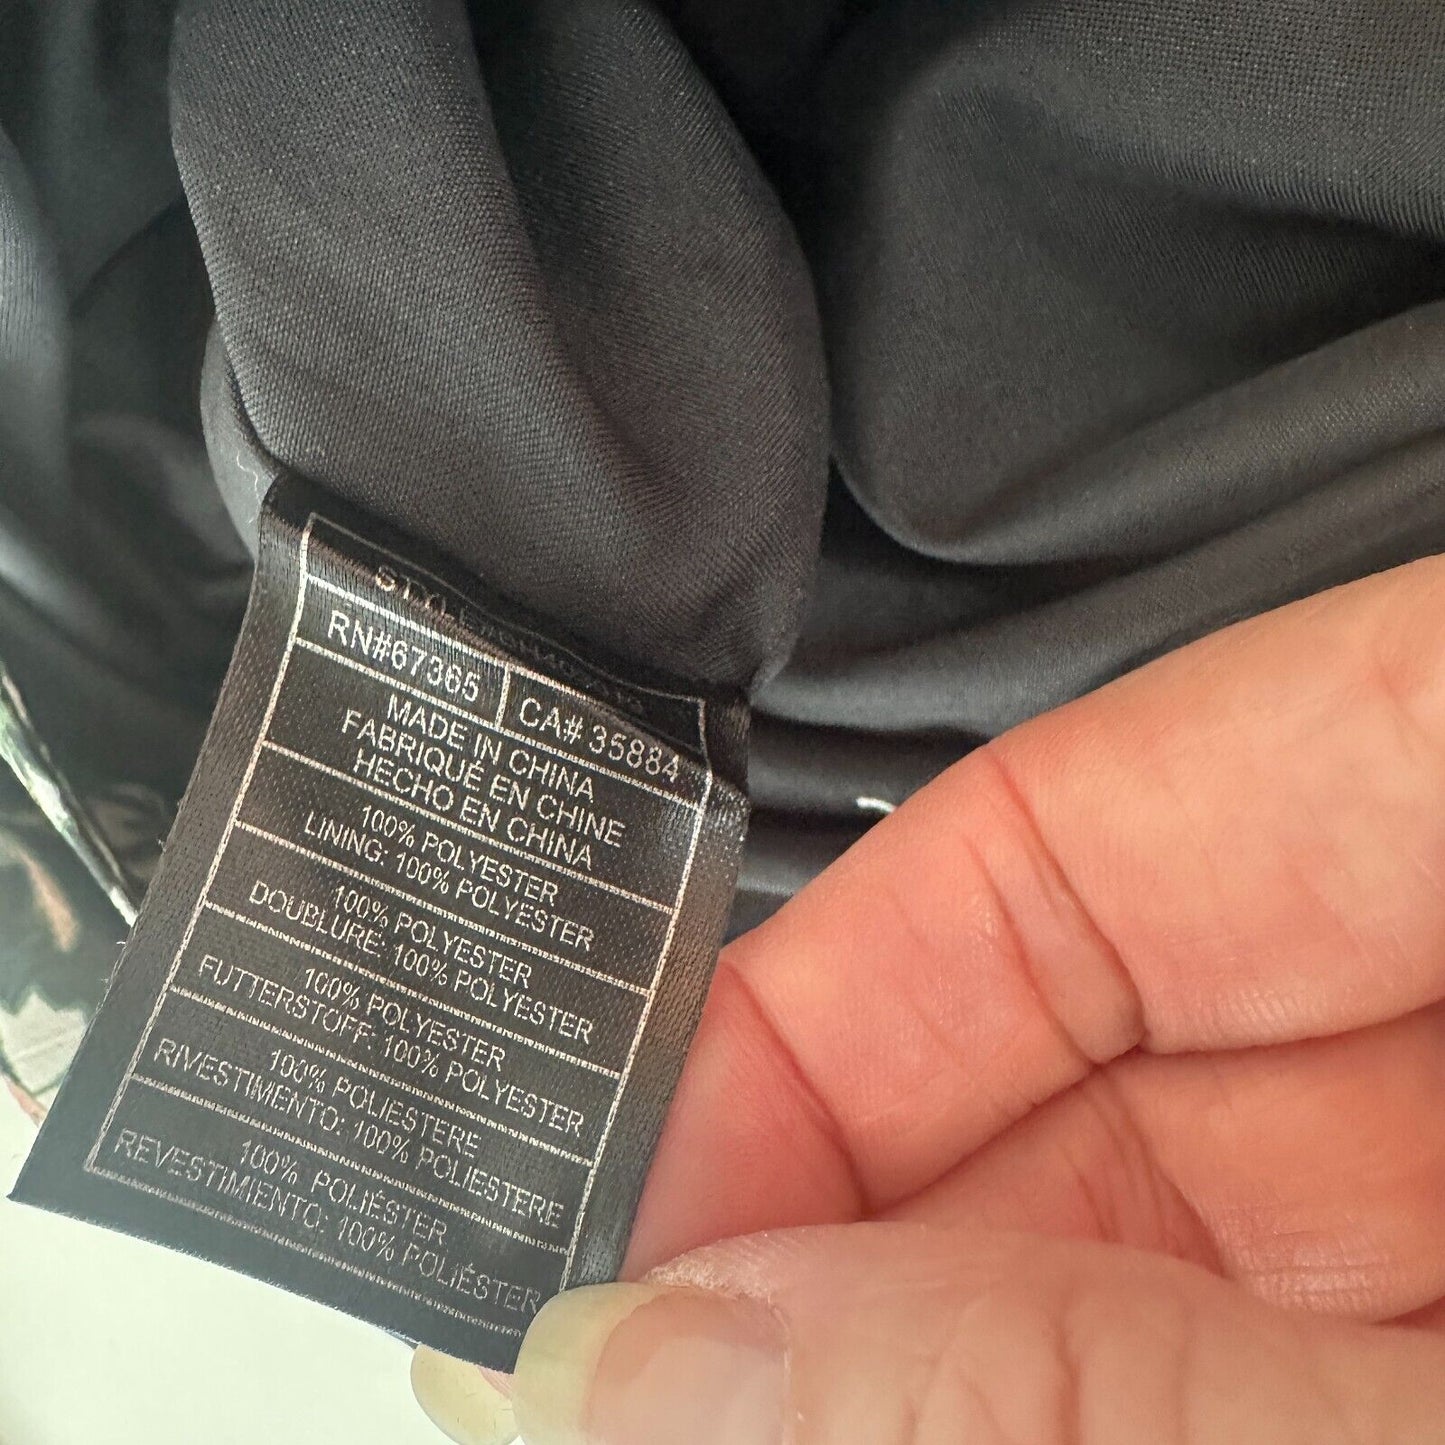 STYLE
RN#67365 CA# 35884
MADE IN CHINA
FABRIQUÉ EN CHINE
HECHO EN CHINA
100% POLYESTER
LINING: 100% POLYESTER
100% POLYESTER
DOUBLURE: 100% POLYESTER
100% POLYESTER
FUTTERSTOFF: 100% POLYESTER
100% POLIESTERE
RIVESTIMENTO: 100% POLIESTERE
100% POLIÉSTER
REVESTIMIENTO: 100% POLIÉSTER